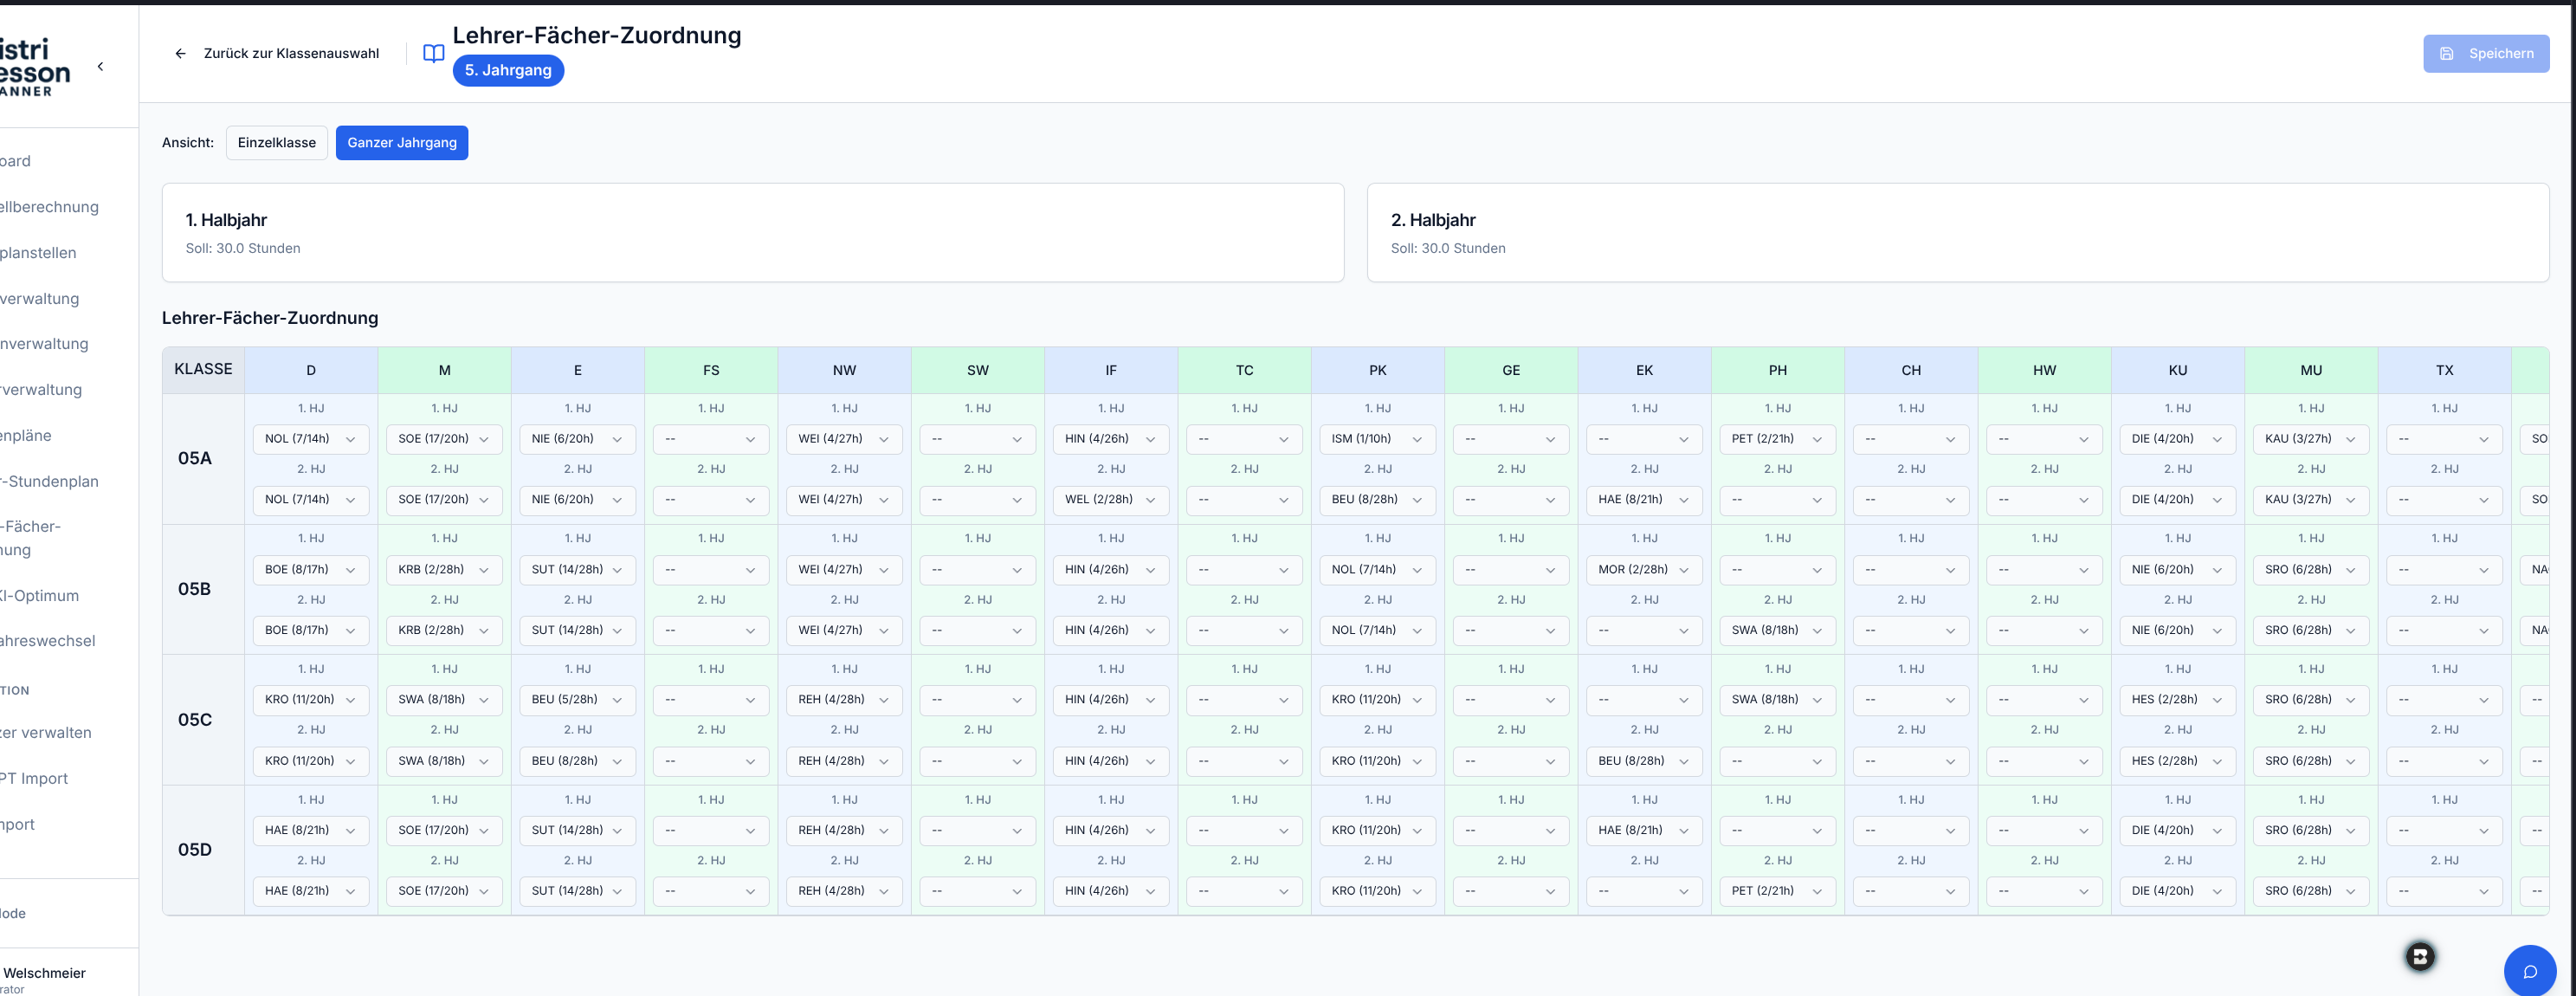 istri
esson
ANNER
Zurück zur Klassenauswahl
Lehrer-Fächer-Zuordnung
5. Jahrgang
Speichern
oard
ellberechnung
planstellen
verwaltung
nverwaltung
rverwaltung
enpläne
r-Stundenplan
-Fächer-
nung
KI-Optimum
ahreswechsel
TION
zer verwalten
PT Import
mport
ode
Welschmeier
rator
Ansicht: Einzelklasse Ganzer Jahrgang
1. Halbjahr
Soll: 30.0 Stunden
2. Halbjahr
Soll: 30.0 Stunden
Lehrer-Fächer-Zuordnung
KLASSE D M E FS NW SW IF TC PK GE EK PH CH HW KU MU TX
05A
1. HJ 1. HJ 1. HJ 1. HJ 1. HJ 1. HJ 1. HJ 1. HJ 1. HJ 1. HJ 1. HJ 1. HJ 1. HJ 1. HJ 1. HJ 1. HJ 1. HJ
NOL (7/14h) SOE (17/20h) NIE (6/20h) -- WEI (4/27h) -- HIN (4/26h) -- ISM (1/10h) -- -- PET (2/21h) -- -- DIE (4/20h) KAU (3/27h) -- SO
2. HJ 2. HJ 2. HJ 2. HJ 2. HJ 2. HJ 2. HJ 2. HJ 2. HJ 2. HJ 2. HJ 2. HJ 2. HJ 2. HJ 2. HJ 2. HJ 2. HJ
NOL (7/14h) SOE (17/20h) NIE (6/20h) -- WEI (4/27h) -- WEL (2/28h) -- BEU (8/28h) -- HAE (8/21h) -- -- -- DIE (4/20h) KAU (3/27h) -- SO
05B
1. HJ 1. HJ 1. HJ 1. HJ 1. HJ 1. HJ 1. HJ 1. HJ 1. HJ 1. HJ 1. HJ 1. HJ 1. HJ 1. HJ 1. HJ 1. HJ 1. HJ
BOE (8/17h) KRB (2/28h) SUT (14/28h) -- WEI (4/27h) -- HIN (4/26h) -- NOL (7/14h) -- MOR (2/28h) -- -- -- NIE (6/20h) SRO (6/28h) -- NA
2. HJ 2. HJ 2. HJ 2. HJ 2. HJ 2. HJ 2. HJ 2. HJ 2. HJ 2. HJ 2. HJ 2. HJ 2. HJ 2. HJ 2. HJ 2. HJ 2. HJ
BOE (8/17h) KRB (2/28h) SUT (14/28h) -- WEI (4/27h) -- HIN (4/26h) -- NOL (7/14h) -- -- SWA (8/18h) -- -- NIE (6/20h) SRO (6/28h) -- NA
05C
1. HJ 1. HJ 1. HJ 1. HJ 1. HJ 1. HJ 1. HJ 1. HJ 1. HJ 1. HJ 1. HJ 1. HJ 1. HJ 1. HJ 1. HJ 1. HJ 1. HJ
KRO (11/20h) SWA (8/18h) BEU (5/28h) -- REH (4/28h) -- HIN (4/26h) -- KRO (11/20h) -- -- SWA (8/18h) -- -- HES (2/28h) SRO (6/28h) -- --
2. HJ 2. HJ 2. HJ 2. HJ 2. HJ 2. HJ 2. HJ 2. HJ 2. HJ 2. HJ 2. HJ 2. HJ 2. HJ 2. HJ 2. HJ 2. HJ 2. HJ
KRO (11/20h) SWA (8/18h) BEU (8/28h) -- REH (4/28h) -- HIN (4/26h) -- KRO (11/20h) -- BEU (8/28h) -- -- -- HES (2/28h) SRO (6/28h) -- --
05D
1. HJ 1. HJ 1. HJ 1. HJ 1. HJ 1. HJ 1. HJ 1. HJ 1. HJ 1. HJ 1. HJ 1. HJ 1. HJ 1. HJ 1. HJ 1. HJ 1. HJ
HAE (8/21h) SOE (17/20h) SUT (14/28h) -- REH (4/28h) -- HIN (4/26h) -- KRO (11/20h) -- HAE (8/21h) -- -- -- DIE (4/20h) SRO (6/28h) -- --
2. HJ 2. HJ 2. HJ 2. HJ 2. HJ 2. HJ 2. HJ 2. HJ 2. HJ 2. HJ 2. HJ 2. HJ 2. HJ 2. HJ 2. HJ 2. HJ 2. HJ
HAE (8/21h) SOE (17/20h) SUT (14/28h) -- REH (4/28h) -- HIN (4/26h) -- KRO (11/20h) -- -- PET (2/21h) -- -- DIE (4/20h) SRO (6/28h) -- --